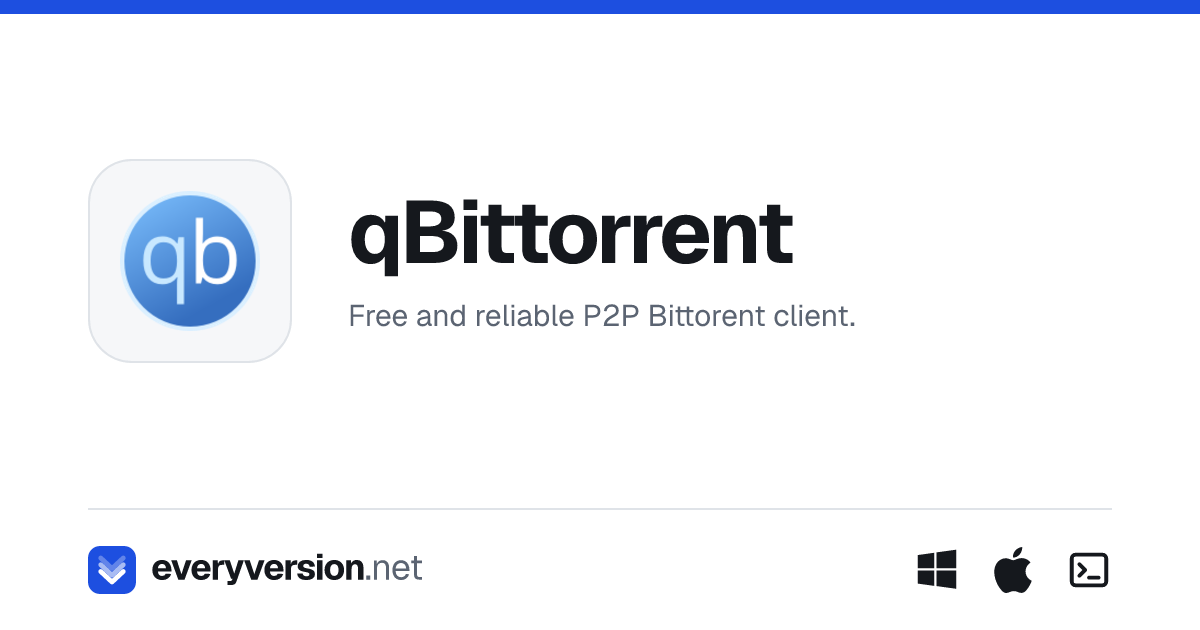 qb
qBittorrent
Free and reliable P2P Bittorent client.
everyversion.net